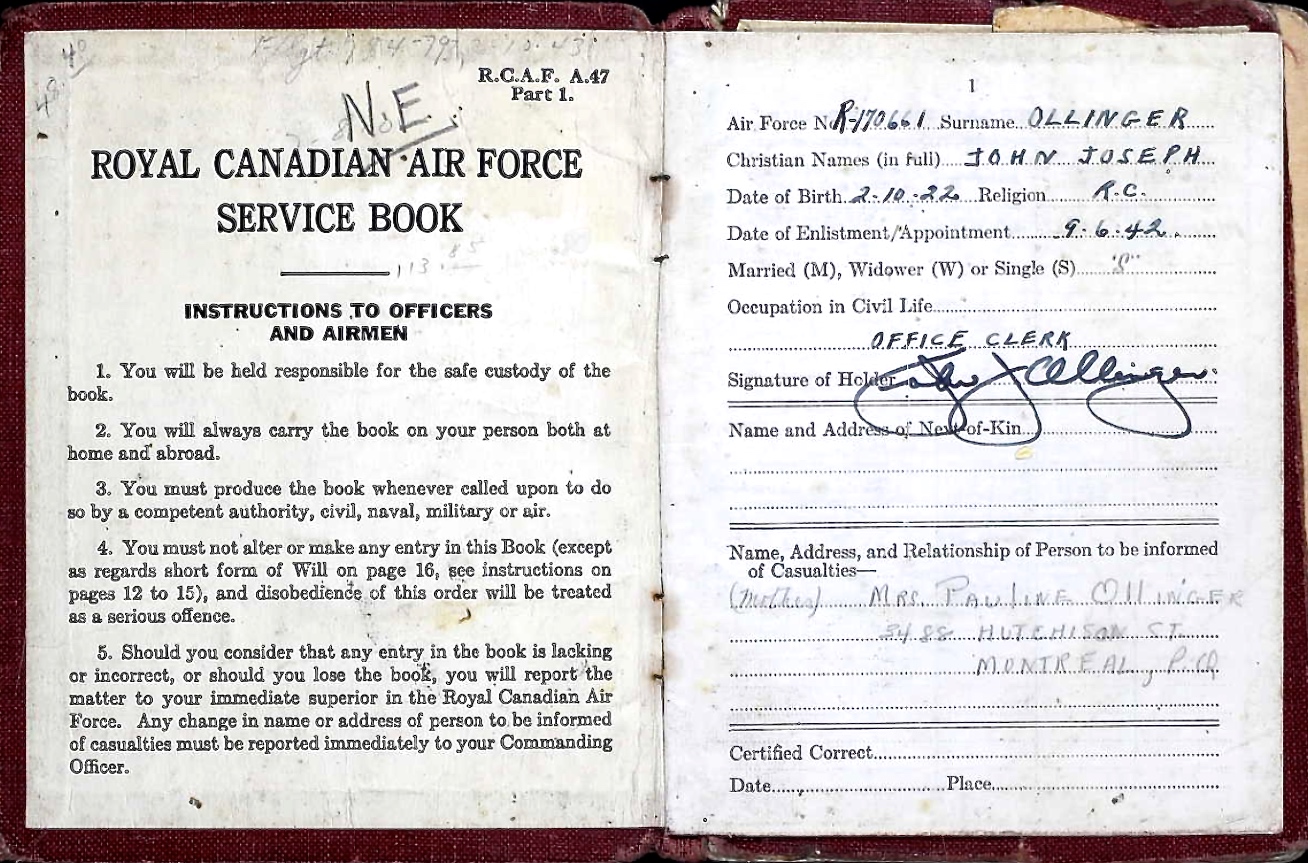 R.C.A.F. A.47
Part 1.
N.E.
ROYAL CANADIAN AIR FORCE
SERVICE BOOK
113.85
INSTRUCTIONS TO OFFICERS
AND AIRMEN
1. You will be held responsible for the safe custody of the
book.
2. You will always carry the book on your person both at
home and abroad.
3. You must produce the book whenever called upon to do
so by a competent authority, civil, naval, military or air.
4. You must not alter or make any entry in this Book (except
as regards short form of Will on page 16, see instructions on
pages 12 to 15), and disobedience of this order will be treated
as a serious offence.
5. Should you consider that any entry in the book is lacking
or incorrect, or should you lose the book, you will report the
matter to your immediate superior in the Royal Canadian Air
Force. Any change in name or address of person to be informed
of casualties must be reported immediately to your Commanding
Officer.
1
Air Force No. R-170661 Surname OLLINGER
Christian Names (in full) JOHN JOSEPH
Date of Birth 2-10-22 Religion R.C.
Date of Enlistment/Appointment 9-6-42.
Married (M), Widower (W) or Single (S) "S"
Occupation in Civil Life
OFFICE CLERK
Signature of Holder John J Ollinger
Name and Address of Next-of-Kin
Name, Address, and Relationship of Person to be informed
of Casualties—
(Mother) MRS. PAULINE OLLINGER
3488 HUTCHISON ST.
MONTREAL, P.Q
Certified Correct
Date Place